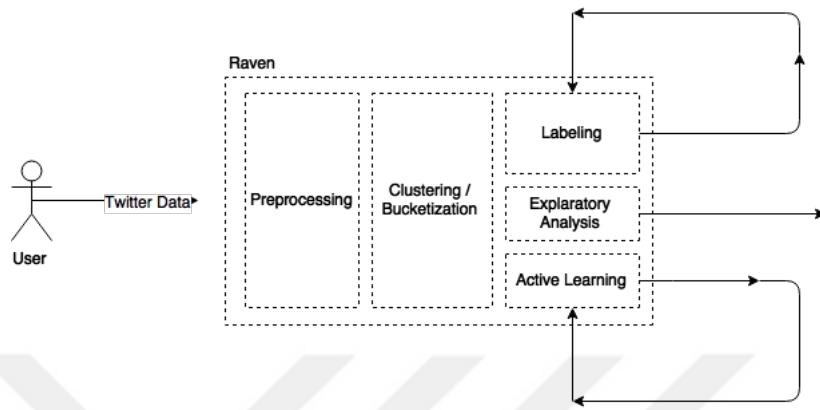 Raven
Labeling
Preprocessing
Clustering /
Bucketization
Twitter Data
Explaratory
Analysis
User
Active Learning